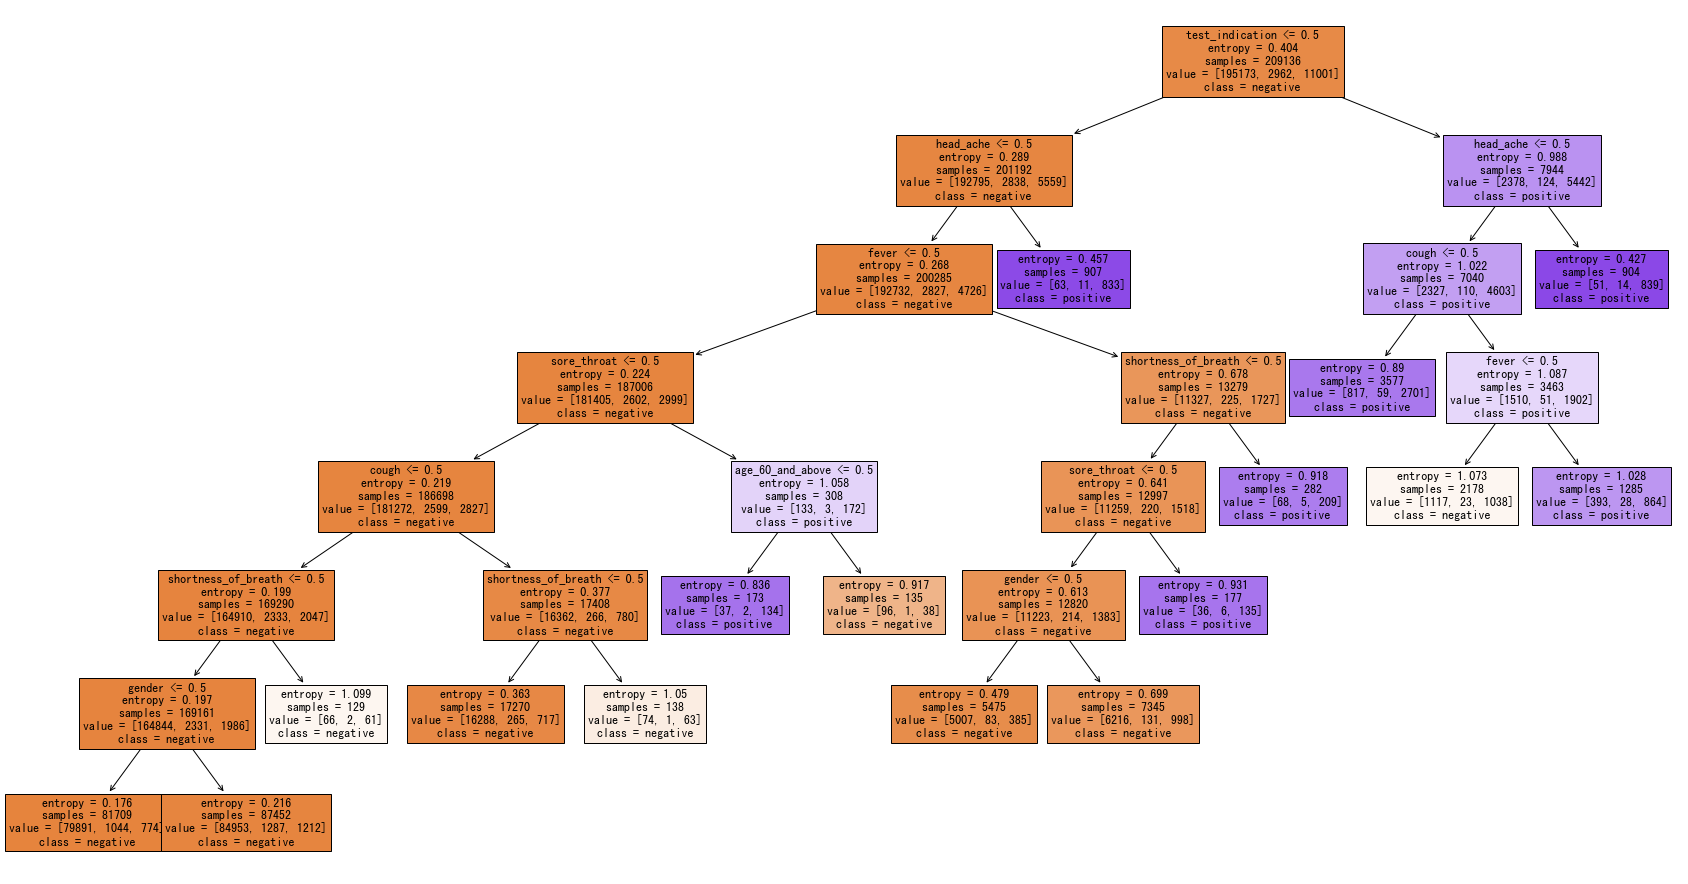 test_indication <= 0.5
entropy = 0.404
samples = 209136
value = [195173, 2962, 11001]
class = negative
head_ache <= 0.5
entropy = 0.289
samples = 201192
value = [192795, 2838, 5559]
class = negative
head_ache <= 0.5
entropy = 0.988
samples = 7944
value = [2378, 124, 5442]
class = positive
fever <= 0.5
entropy = 0.268
samples = 200285
value = [192732, 2827, 4726]
class = negative
entropy = 0.457
samples = 907
value = [63, 11, 833]
class = positive
cough <= 0.5
entropy = 1.022
samples = 7040
value = [2327, 110, 4603]
class = positive
entropy = 0.427
samples = 904
value = [51, 14, 839]
class = positive
sore_throat <= 0.5
entropy = 0.224
samples = 187006
value = [181405, 2602, 2999]
class = negative
shortness_of_breath <= 0.5
entropy = 0.678
samples = 13279
value = [11327, 225, 1727]
class = negative
entropy = 0.89
samples = 3577
value = [817, 59, 2701]
class = positive
fever <= 0.5
entropy = 1.087
samples = 3463
value = [1510, 51, 1902]
class = positive
cough <= 0.5
entropy = 0.219
samples = 186698
value = [181272, 2599, 2827]
class = negative
age_60_and_above <= 0.5
entropy = 1.058
samples = 308
value = [133, 3, 172]
class = positive
sore_throat <= 0.5
entropy = 0.641
samples = 12997
value = [11259, 220, 1518]
class = negative
entropy = 0.918
samples = 282
value = [68, 5, 209]
class = positive
entropy = 1.073
samples = 2178
value = [1117, 23, 1038]
class = negative
entropy = 1.028
samples = 1285
value = [393, 28, 864]
class = positive
shortness_of_breath <= 0.5
entropy = 0.199
samples = 169290
value = [164910, 2333, 2047]
class = negative
shortness_of_breath <= 0.5
entropy = 0.377
samples = 17408
value = [16362, 266, 780]
class = negative
entropy = 0.836
samples = 173
value = [37, 2, 134]
class = positive
entropy = 0.917
samples = 135
value = [96, 1, 38]
class = negative
gender <= 0.5
entropy = 0.613
samples = 12820
value = [11223, 214, 1383]
class = negative
entropy = 0.931
samples = 177
value = [36, 6, 135]
class = positive
gender <= 0.5
entropy = 0.197
samples = 169161
value = [164844, 2331, 1986]
class = negative
entropy = 1.099
samples = 129
value = [66, 2, 61]
class = negative
entropy = 0.363
samples = 17270
value = [16288, 265, 717]
class = negative
entropy = 1.05
samples = 138
value = [74, 1, 63]
class = negative
entropy = 0.479
samples = 5475
value = [5007, 83, 385]
class = negative
entropy = 0.699
samples = 7345
value = [6216, 131, 998]
class = negative
entropy = 0.176
samples = 81709
value = [79891, 1044, 774]
class = negative
entropy = 0.216
samples = 87452
value = [84953, 1287, 1212]
class = negative